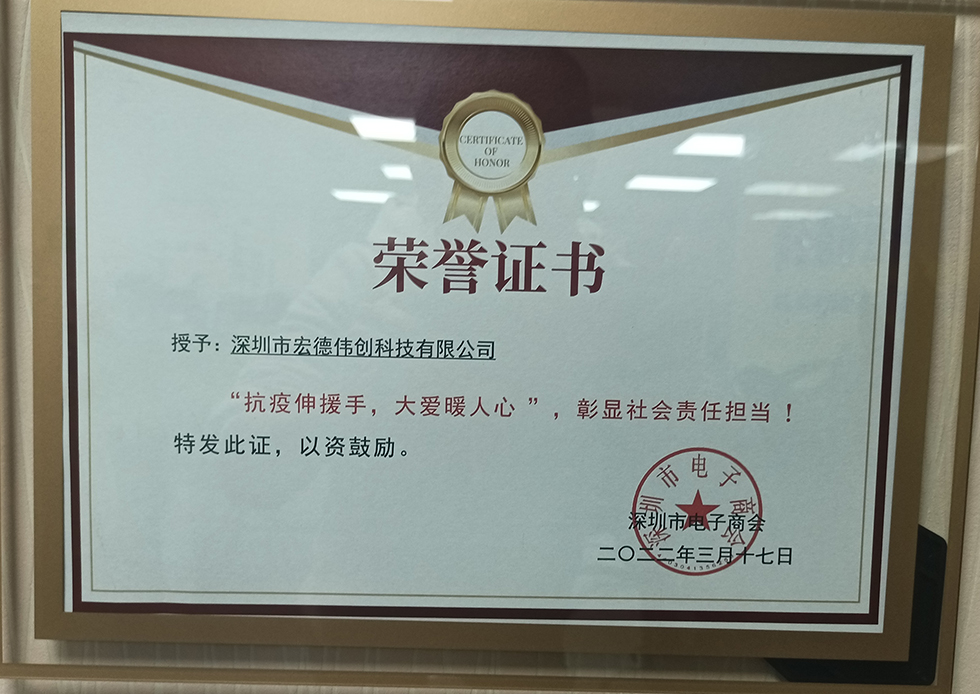 CERTIFICATE
OF
HONOR
荣誉证书
授予：深圳市宏德伟创科技有限公司
“抗疫伸援手，大爱暖人心 ”，彰显社会责任担当！
特发此证，以资鼓励。
深圳市电子商会
深圳市电子商会
二〇二二年三月十七日